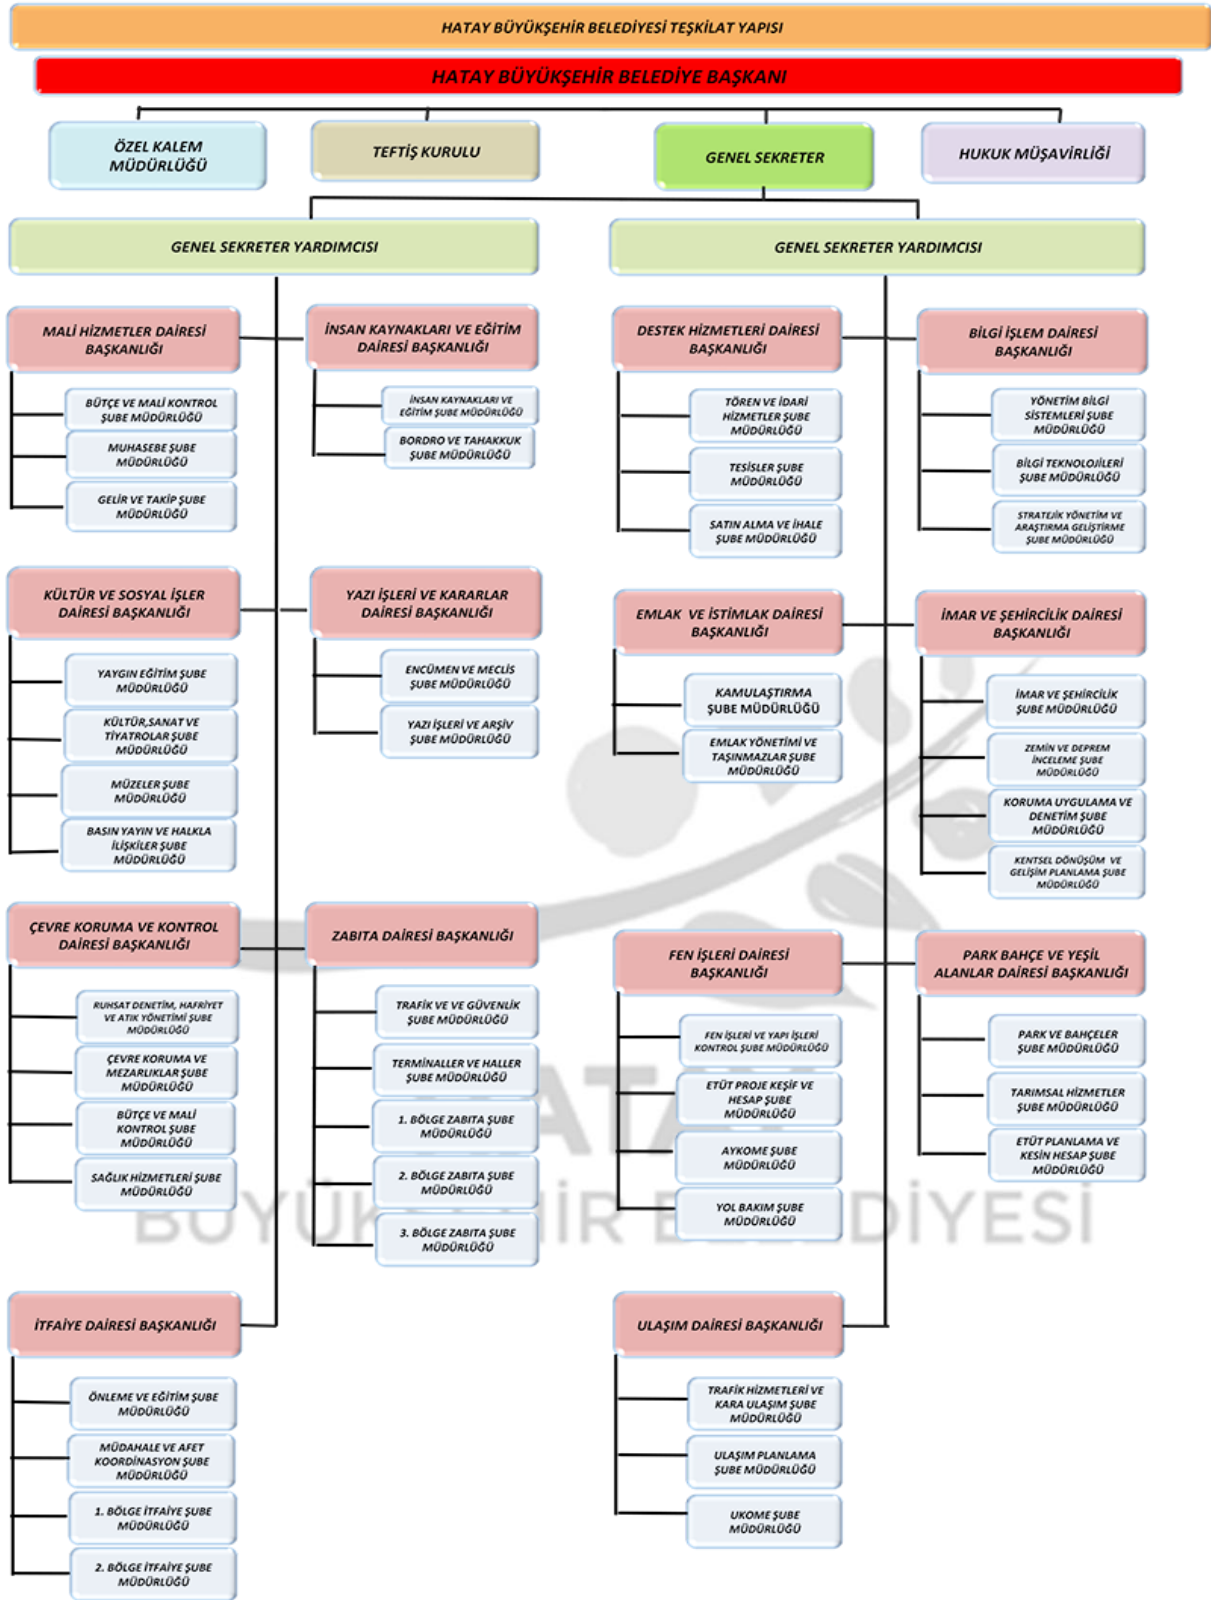 HATAY BÜYÜKŞEHİR BELEDİYESİ TEŞKİLAT YAPISI
HATAY BÜYÜKŞEHİR BELEDİYE BAŞKANI
ÖZEL KALEM
MÜDÜRLÜĞÜ
TEFTİŞ KURULU
GENEL SEKRETER
HUKUK MÜŞAVİRLİĞİ
GENEL SEKRETER YARDIMCISI
GENEL SEKRETER YARDIMCISI
MALİ HİZMETLER DAİRESİ
BAŞKANLIĞI
BÜTÇE VE MALİ KONTROL
ŞUBE MÜDÜRLÜĞÜ
MUHASEBE ŞUBE
MÜDÜRLÜĞÜ
GELİR VE TAKİP ŞUBE
MÜDÜRLÜĞÜ
İNSAN KAYNAKLARI VE EĞİTİM
DAİRESİ BAŞKANLIĞI
İNSAN KAYNAKLARI VE
EĞİTİM ŞUBE MÜDÜRLÜĞÜ
BORDRO VE TAHAKKUK
ŞUBE MÜDÜRLÜĞÜ
DESTEK HİZMETLERİ DAİRESİ
BAŞKANLIĞI
TÖREN VE İDARİ
HİZMETLER ŞUBE
MÜDÜRLÜĞÜ
TESİSLER ŞUBE
MÜDÜRLÜĞÜ
SATIN ALMA VE İHALE
ŞUBE MÜDÜRLÜĞÜ
BİLGİ İŞLEM DAİRESİ
BAŞKANLIĞI
YÖNETİM BİLGİ
SİSTEMLERİ ŞUBE
MÜDÜRLÜĞÜ
BİLGİ TEKNOLOJİLERİ
ŞUBE MÜDÜRLÜĞÜ
STRATEJİK YÖNETİM VE
ARAŞTIRMA GELİŞTİRME
ŞUBE MÜDÜRLÜĞÜ
KÜLTÜR VE SOSYAL İŞLER
DAİRESİ BAŞKANLIĞI
YAYGIN EĞİTİM ŞUBE
MÜDÜRLÜĞÜ
KÜLTÜR,SANAT VE
TİYATROLAR ŞUBE
MÜDÜRLÜĞÜ
MÜZELER ŞUBE
MÜDÜRLÜĞÜ
BASIN YAYIN VE HALKLA
İLİŞKİLER ŞUBE
MÜDÜRLÜĞÜ
YAZI İŞLERİ VE KARARLAR
DAİRESİ BAŞKANLIĞI
ENCÜMEN VE MECLİS
ŞUBE MÜDÜRLÜĞÜ
YAZI İŞLERİ VE ARŞİV
ŞUBE MÜDÜRLÜĞÜ
EMLAK VE İSTİMLAK DAİRESİ
BAŞKANLIĞI
KAMULAŞTIRMA
ŞUBE MÜDÜRLÜĞÜ
EMLAK YÖNETİMİ VE
TAŞINMAZLAR ŞUBE
MÜDÜRLÜĞÜ
İMAR VE ŞEHİRCİLİK DAİRESİ
BAŞKANLIĞI
İMAR VE ŞEHİRCİLİK
ŞUBE MÜDÜRLÜĞÜ
ZEMİN VE DEPREM
İNCELEME ŞUBE
MÜDÜRLÜĞÜ
KORUMA UYGULAMA VE
DENETİM ŞUBE
MÜDÜRLÜĞÜ
KENTSEL DÖNÜŞÜM VE
GELİŞİM PLANLAMA ŞUBE
MÜDÜRLÜĞÜ
ÇEVRE KORUMA VE KONTROL
DAİRESİ BAŞKANLIĞI
RUHSAT DENETİM, HAFRİYET
VE ATIK YÖNETİMİ ŞUBE
MÜDÜRLÜĞÜ
ÇEVRE KORUMA VE
MEZARLIKLAR ŞUBE
MÜDÜRLÜĞÜ
BÜTÇE VE MALİ
KONTROL ŞUBE
MÜDÜRLÜĞÜ
SAĞLIK HİZMETLERİ ŞUBE
MÜDÜRLÜĞÜ
ZABITA DAİRESİ BAŞKANLIĞI
TRAFİK VE VE GÜVENLİK
ŞUBE MÜDÜRLÜĞÜ
TERMİNALLER VE HALLER
ŞUBE MÜDÜRLÜĞÜ
1. BÖLGE ZABITA ŞUBE
MÜDÜRLÜĞÜ
2. BÖLGE ZABITA ŞUBE
MÜDÜRLÜĞÜ
3. BÖLGE ZABITA ŞUBE
MÜDÜRLÜĞÜ
FEN İŞLERİ DAİRESİ
BAŞKANLIĞI
FEN İŞLERİ VE YAPI İŞLERİ
KONTROL ŞUBE MÜDÜRLÜĞÜ
ETÜT PROJE KEŞİF VE
HESAP ŞUBE
MÜDÜRLÜĞÜ
AYKOME ŞUBE
MÜDÜRLÜĞÜ
YOL BAKIM ŞUBE
MÜDÜRLÜĞÜ
PARK BAHÇE VE YEŞİL
ALANLAR DAİRESİ BAŞKANLIĞI
PARK VE BAHÇELER
ŞUBE MÜDÜRLÜĞÜ
TARIMSAL HİZMETLER
ŞUBE MÜDÜRLÜĞÜ
ETÜT PLANLAMA VE
KESİN HESAP ŞUBE
MÜDÜRLÜĞÜ
İTFAİYE DAİRESİ BAŞKANLIĞI
ÖNLEME VE EĞİTİM ŞUBE
MÜDÜRLÜĞÜ
MÜDAHALE VE AFET
KOORDİNASYON ŞUBE
MÜDÜRLÜĞÜ
1. BÖLGE İTFAİYE ŞUBE
MÜDÜRLÜĞÜ
2. BÖLGE İTFAİYE ŞUBE
MÜDÜRLÜĞÜ
ULAŞIM DAİRESİ BAŞKANLIĞI
TRAFİK HİZMETLERİ VE
KARA ULAŞIM ŞUBE
MÜDÜRLÜĞÜ
ULAŞIM PLANLAMA
ŞUBE MÜDÜRLÜĞÜ
UKOME ŞUBE
MÜDÜRLÜĞÜ